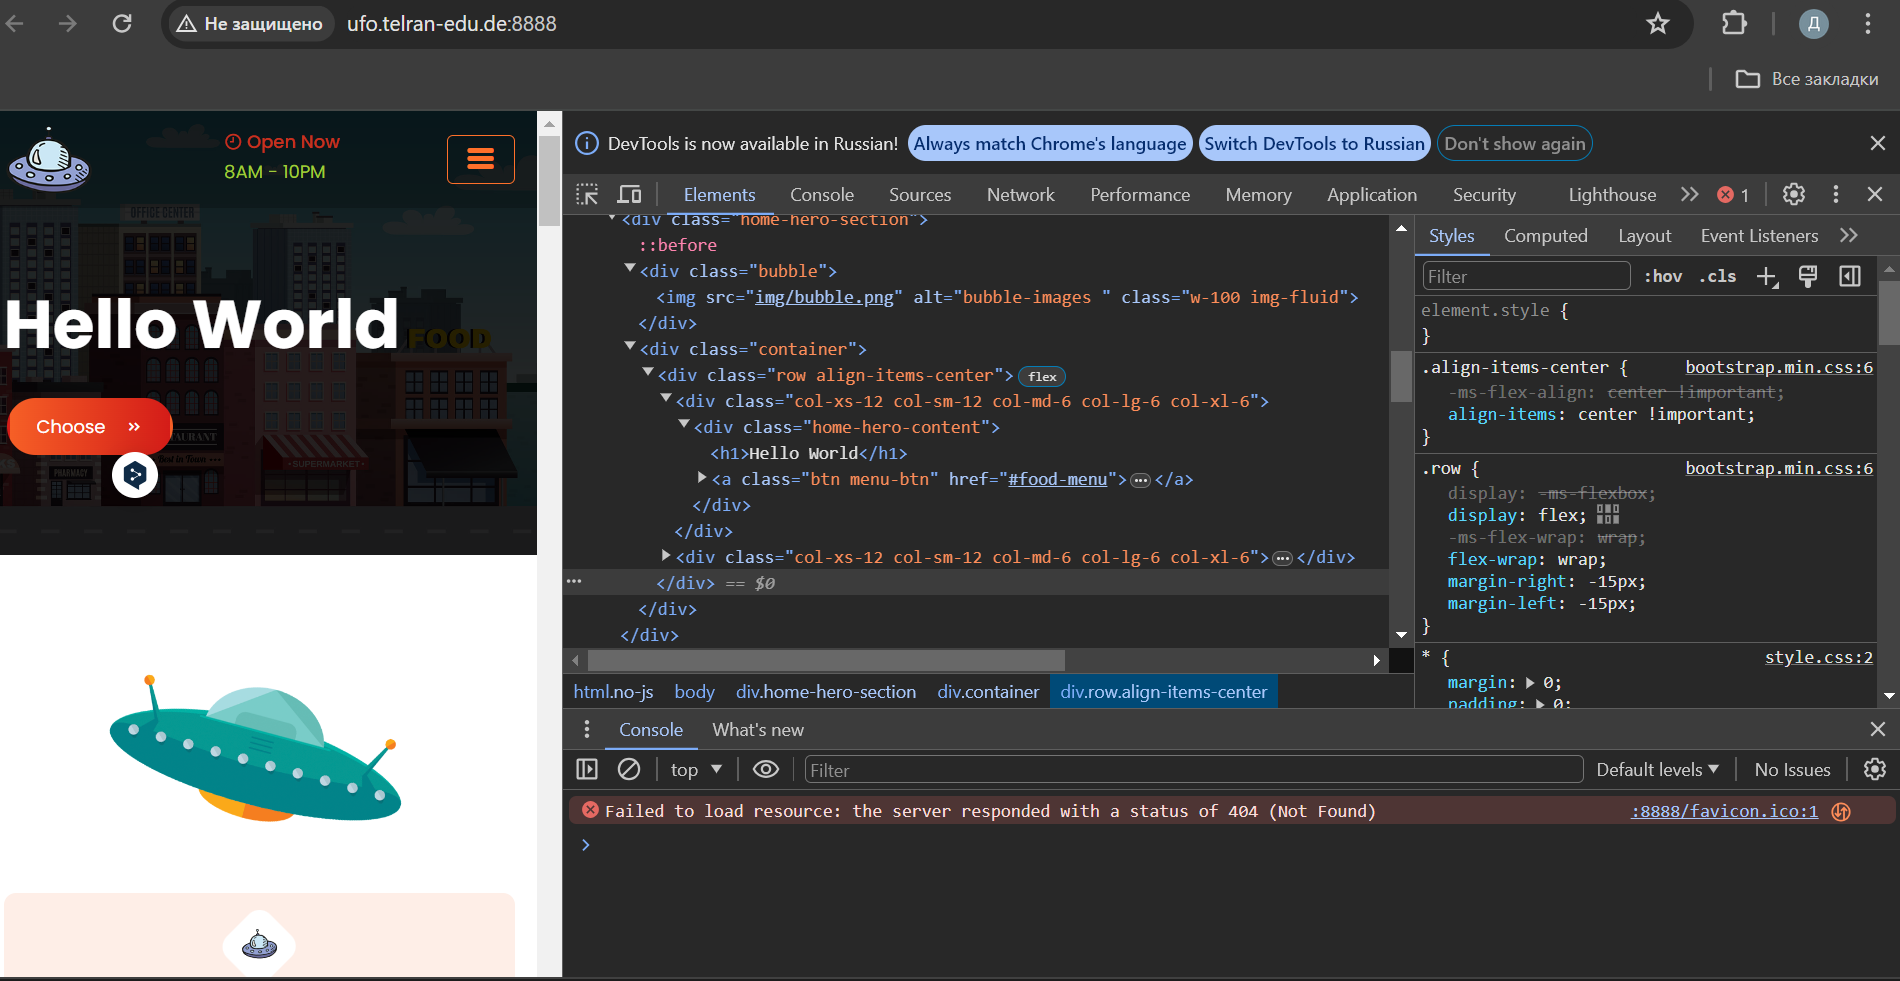 Не защищено
ufo.telran-edu.de:8888
Д
Все закладки
Open Now
8AM - 10PM
OFFICE CENTER
Hello World
FOOD
Choose »
RESTAURANT
Best in Town
PHARMACY
SUPERMARKET
DevTools is now available in Russian!
Always match Chrome's language
Switch DevTools to Russian
Don't show again
Elements
Console
Sources
Network
Performance
Memory
Application
Security
Lighthouse
1
<div class="home-hero-section">
::before
<div class="bubble">
<img src="img/bubble.png" alt="bubble-images " class="w-100 img-fluid">
</div>
<div class="container">
<div class="row align-items-center"> flex
<div class="col-xs-12 col-sm-12 col-md-6 col-lg-6 col-xl-6">
<div class="home-hero-content">
<h1>Hello World</h1>
<a class="btn menu-btn" href="#food-menu">…</a>
</div>
</div>
<div class="col-xs-12 col-sm-12 col-md-6 col-lg-6 col-xl-6">…</div>
</div> == $0
</div>
</div>
html.no-js
body
div.home-hero-section
div.container
div.row.align-items-center
Styles
Computed
Layout
Event Listeners
Filter
:hov
.cls
element.style {
}
.align-items-center { bootstrap.min.css:6
-ms-flex-align: center !important;
align-items: center !important;
}
.row { bootstrap.min.css:6
display: -ms-flexbox;
display: flex;
-ms-flex-wrap: wrap;
flex-wrap: wrap;
margin-right: -15px;
margin-left: -15px;
}
* { style.css:2
margin: 0;
padding: 0;
Console
What's new
top
Filter
Default levels
No Issues
Failed to load resource: the server responded with a status of 404 (Not Found) :8888/favicon.ico:1